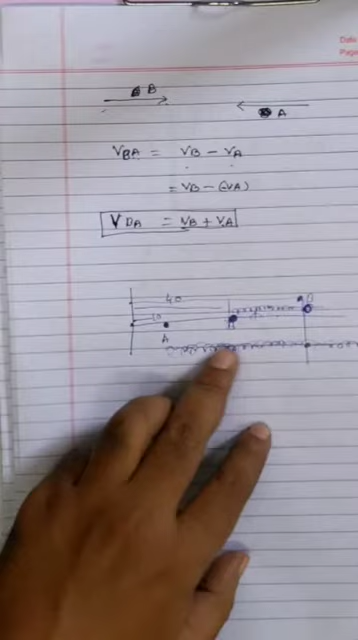 Date
Page
B
A
VBA = VB - VA
= VB - (-VA)
VBA = VB + VA
40
10
A